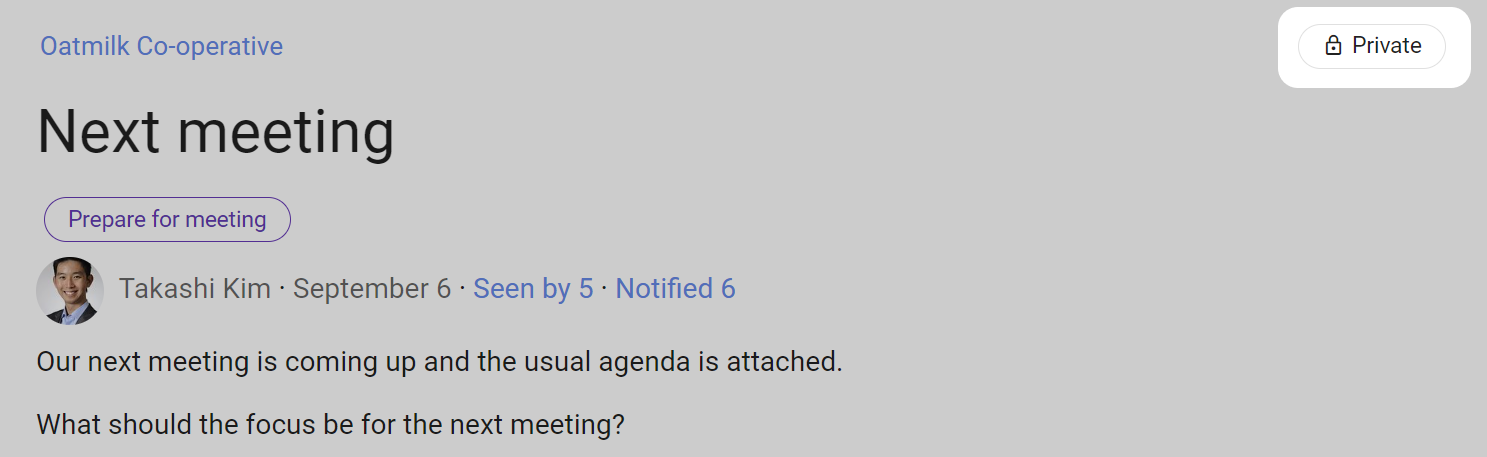 Oatmilk Co-operative
Private
Next meeting
Prepare for meeting
Takashi Kim · September 6 · Seen by 5 · Notified 6
Our next meeting is coming up and the usual agenda is attached.
What should the focus be for the next meeting?